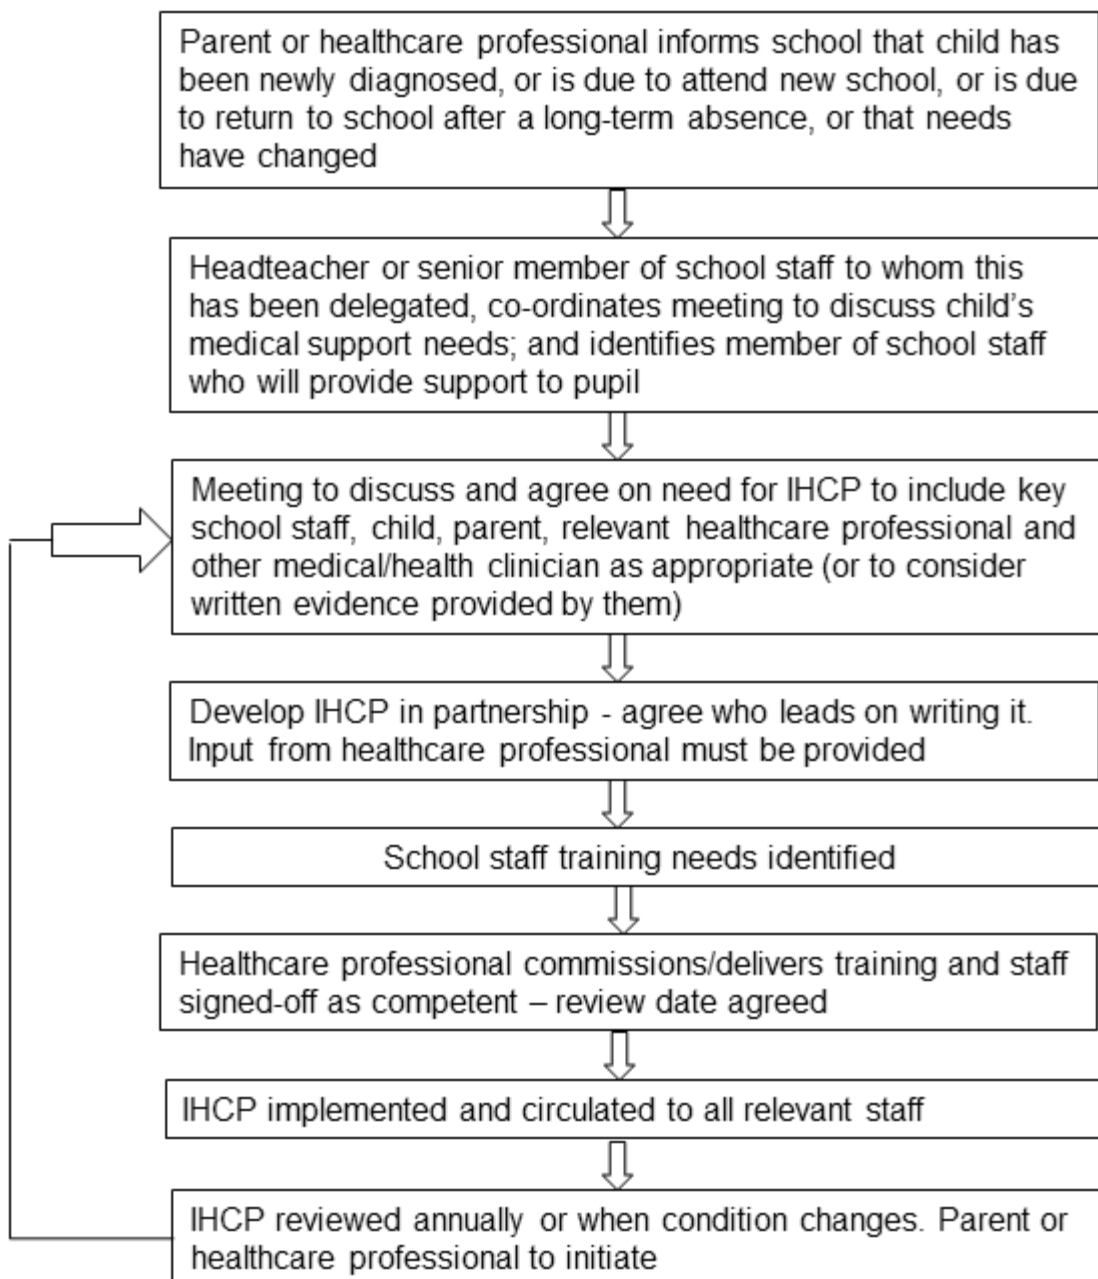 Parent or healthcare professional informs school that child has
been newly diagnosed, or is due to attend new school, or is due
to return to school after a long-term absence, or that needs
have changed
Headteacher or senior member of school staff to whom this
has been delegated, co-ordinates meeting to discuss child's
medical support needs; and identifies member of school staff
who will provide support to pupil
Meeting to discuss and agree on need for IHCP to include key
school staff, child, parent, relevant healthcare professional and
other medical/health clinician as appropriate (or to consider
written evidence provided by them)
Develop IHCP in partnership - agree who leads on writing it.
Input from healthcare professional must be provided
School staff training needs identified
Healthcare professional commissions/delivers training and staff
signed-off as competent – review date agreed
IHCP implemented and circulated to all relevant staff
IHCP reviewed annually or when condition changes. Parent or
healthcare professional to initiate